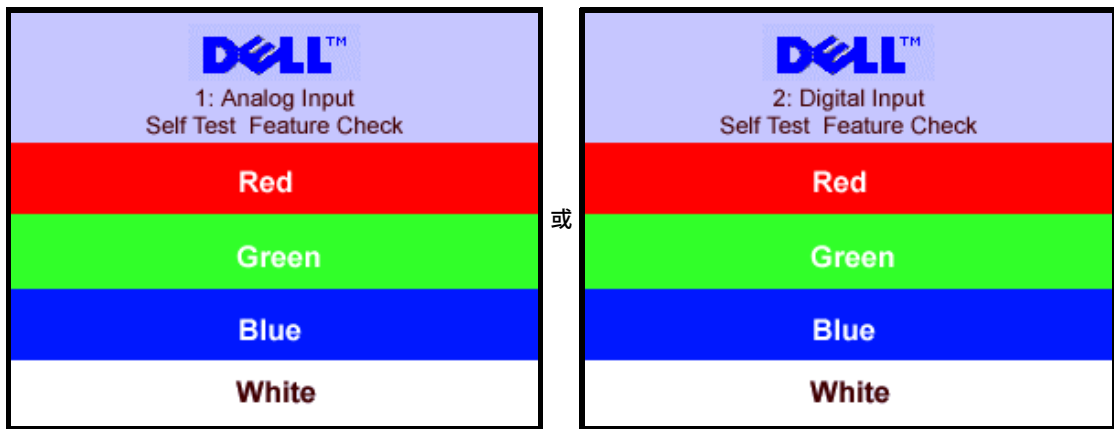 DELL™
1: Analog Input
Self Test Feature Check
Red
Green
Blue
White
或
DELL™
2: Digital Input
Self Test Feature Check
Red
Green
Blue
White